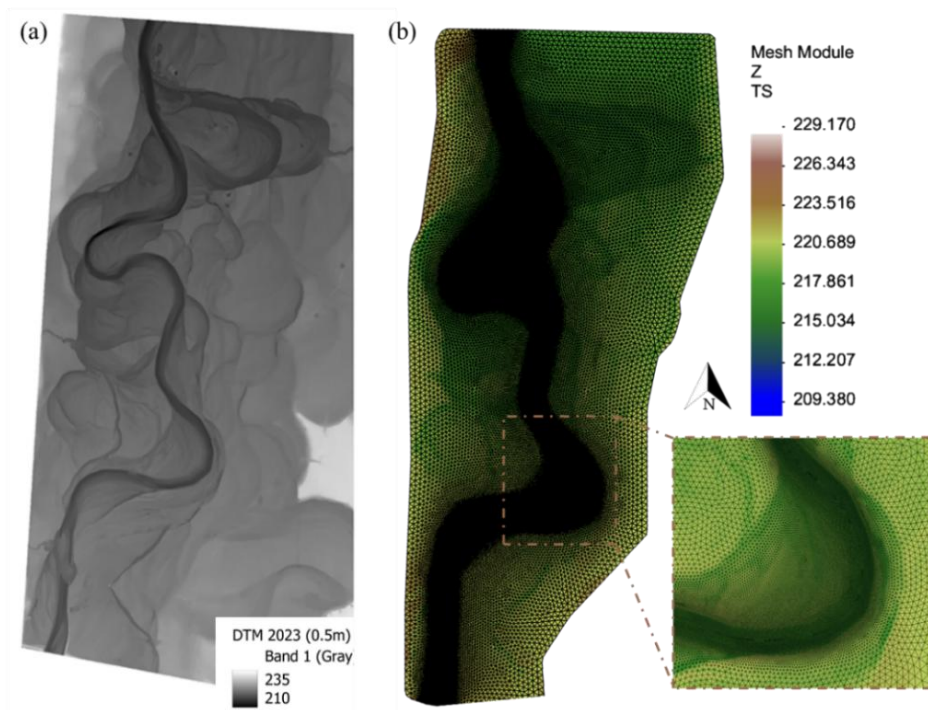 (a)
(b)
Mesh Module
Z
TS
229.170
226.343
223.516
220.689
217.861
215.034
212.207
209.380
N
DTM 2023 (0.5m)
Band 1 (Gray
235
210